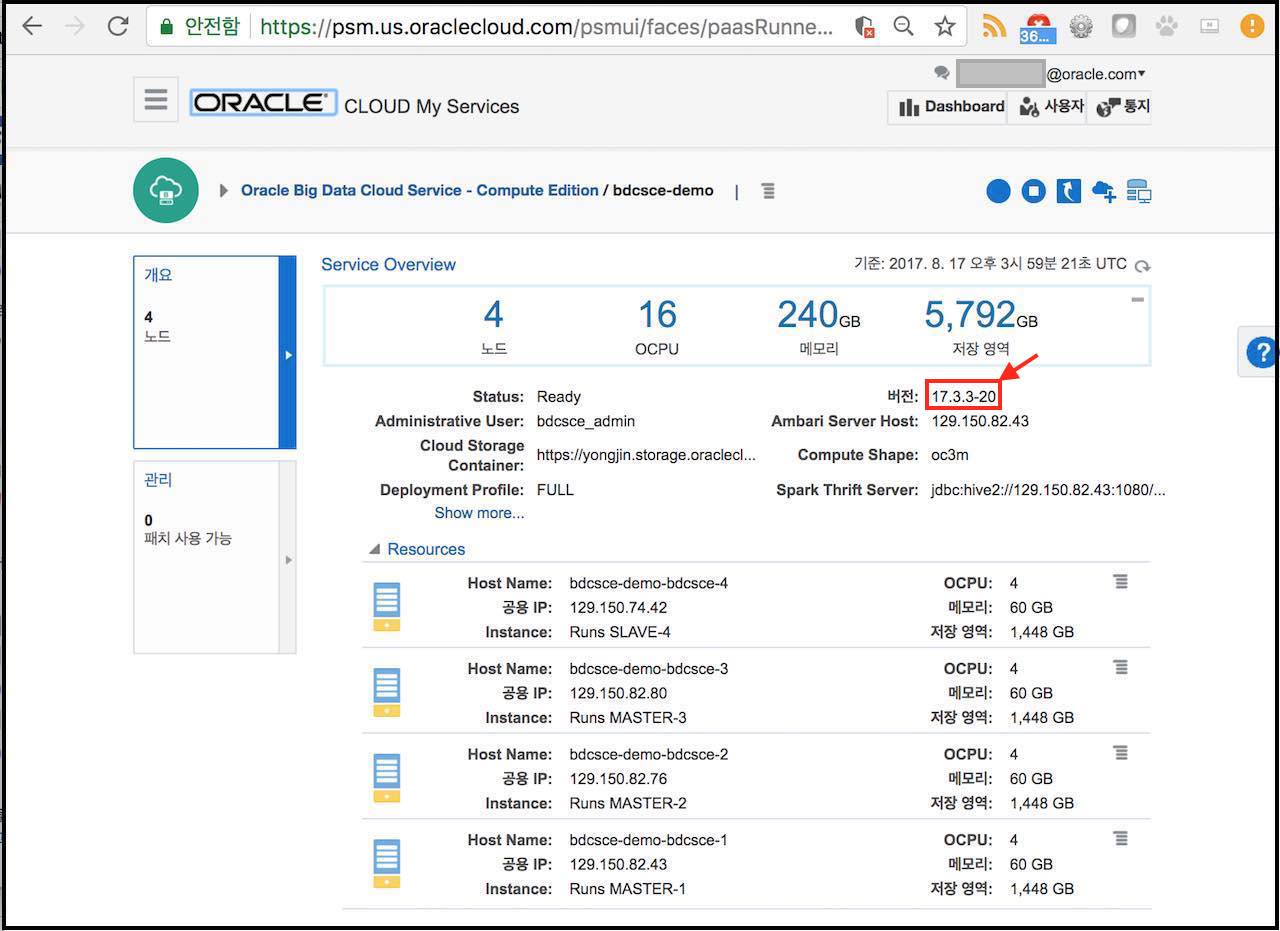 안전함 https://psm.us.oraclecloud.com/psmui/faces/paasRunne...
36...
@oracle.com
ORACLE CLOUD My Services
Dashboard 사용자 통지
Oracle Big Data Cloud Service - Compute Edition / bdcsce-demo |
개요
4
노드
관리
0
패치 사용 가능
Service Overview 기준: 2017. 8. 17 오후 3시 59분 21초 UTC
4 16 240GB 5,792GB
노드 OCPU 메모리 저장 영역
?
Status: Ready 버전: 17.3.3-20
Administrative User: bdcsce_admin Ambari Server Host: 129.150.82.43
Cloud Storage
Container: https://yongjin.storage.oraclecl... Compute Shape: oc3m
Deployment Profile: FULL Spark Thrift Server: jdbc:hive2://129.150.82.43:1080/...
Show more...
Resources
Host Name: bdcsce-demo-bdcsce-4 OCPU: 4
공용 IP: 129.150.74.42 메모리: 60 GB
Instance: Runs SLAVE-4 저장 영역: 1,448 GB
Host Name: bdcsce-demo-bdcsce-3 OCPU: 4
공용 IP: 129.150.82.80 메모리: 60 GB
Instance: Runs MASTER-3 저장 영역: 1,448 GB
Host Name: bdcsce-demo-bdcsce-2 OCPU: 4
공용 IP: 129.150.82.76 메모리: 60 GB
Instance: Runs MASTER-2 저장 영역: 1,448 GB
Host Name: bdcsce-demo-bdcsce-1 OCPU: 4
공용 IP: 129.150.82.43 메모리: 60 GB
Instance: Runs MASTER-1 저장 영역: 1,448 GB